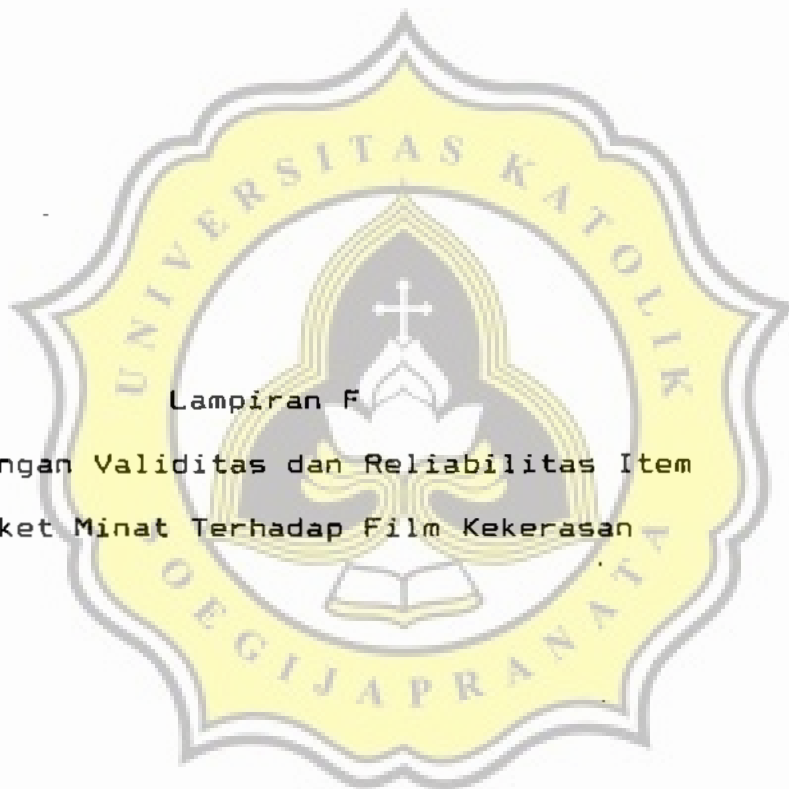 UNIVERSITAS KATOLIK
Lampiran F
ngan Validitas dan Reliabilitas Item
ket Minat Terhadap Film Kekerasan
SOEGIJAPRANATA